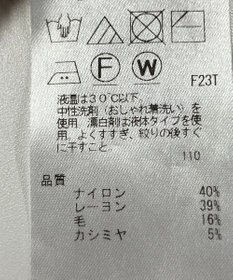 F W F23T
液温は30℃以下、
中性洗剤(おしゃれ着洗い)を
使用。漂白剤は液体タイプを使
用。よくすすぎ、絞りの後すぐ
に干すこと。
110
品質
ナイロン 40%
レーヨン 39%
毛 16%
カシミヤ 5%